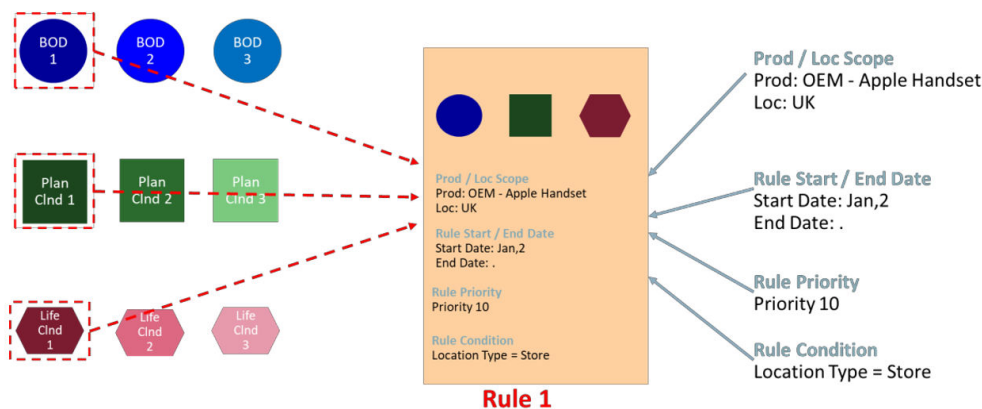 BOD
1
BOD
2
BOD
3
Plan
Clnd 1
Plan
Clnd 2
Plan
Clnd 3
Life
Clnd
1
Life
Clnd
2
Life
Clnd
3
Prod / Loc Scope
Prod: OEM - Apple Handset
Loc: UK
Rule Start / End Date
Start Date: Jan,2
End Date: .
Rule Priority
Priority 10
Rule Condition
Location Type = Store
Rule 1
Prod / Loc Scope
Prod: OEM - Apple Handset
Loc: UK
Rule Start / End Date
Start Date: Jan,2
End Date: .
Rule Priority
Priority 10
Rule Condition
Location Type = Store